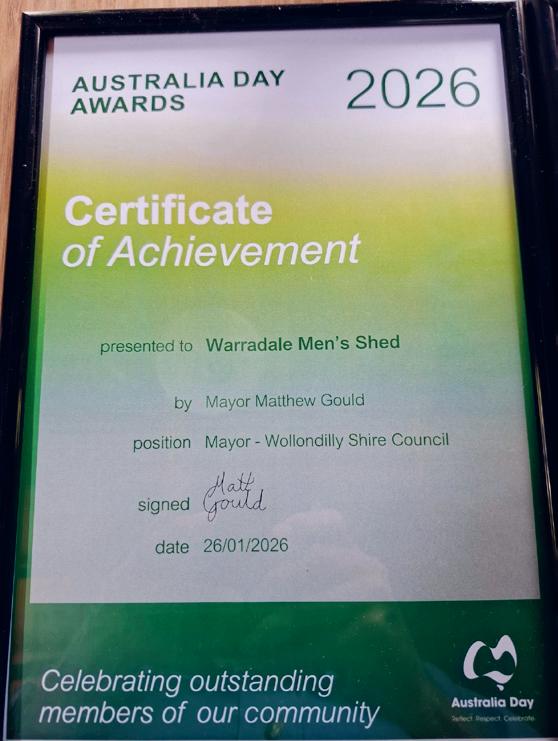 AUSTRALIA DAY
AWARDS
2026
Certificate
of Achievement
presented to Warradale Men's Shed
by Mayor Matthew Gould
position Mayor - Wollondilly Shire Council
signed Matt
Gould
date 26/01/2026
Celebrating outstanding
members of our community
Australia Day
Reflect. Respect. Celebrate.